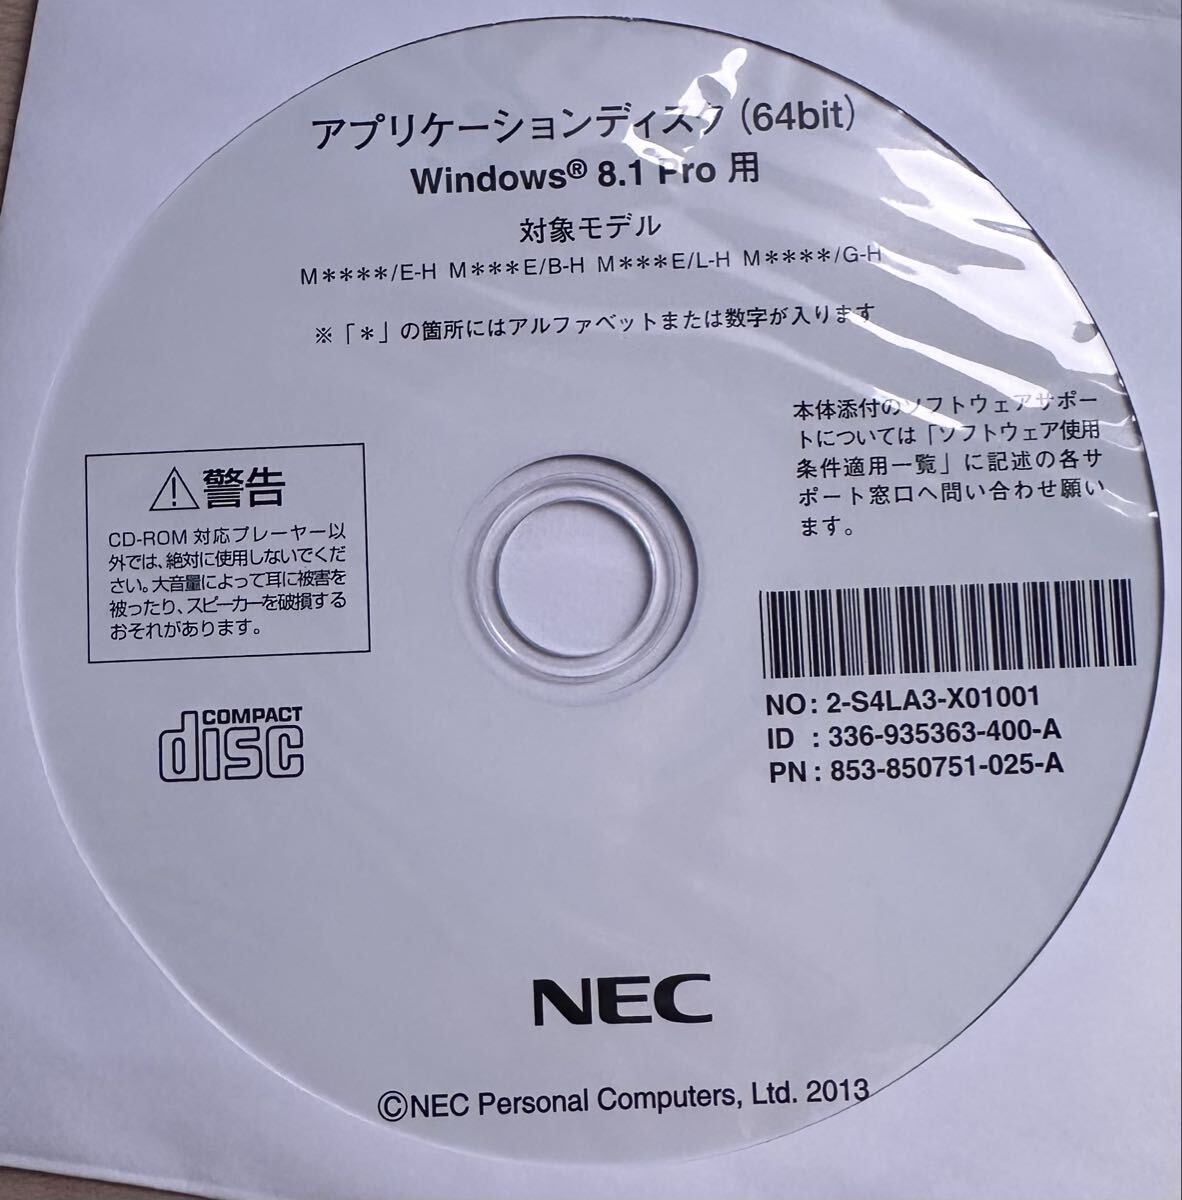 アプリケーションディスク(64bit)
Windows® 8.1 Pro 用
対象モデル
M****/E-H M***E/B-H M***E/L-H M****/G-H
※「*」の箇所にはアルファベットまたは数字が入ります
本体添付のソフトウェアサポー
トについては「ソフトウェア使用
条件適用一覧」に記述の各サ
ポート窓口へ問い合わせ願い
ます。
⚠警告
CD-ROM 対応プレーヤー以
外では、絶対に使用しないでくだ
さい。大音量によって耳に被害を
被ったり、スピーカーを破損する
おそれがあります。
COMPACT
disc
NO: 2-S4LA3-X01001
ID : 336-935363-400-A
PN : 853-850751-025-A
NEC
©NEC Personal Computers, Ltd. 2013